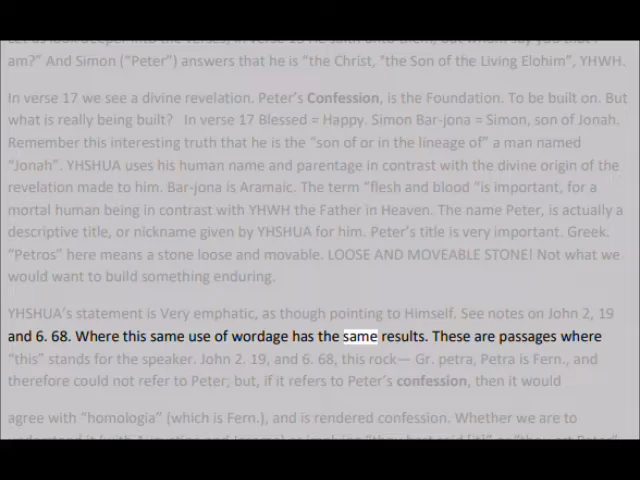 am?” And Simon (“Peter”) answers that he is “the Christ, “the Son of the Living Elohim”, YHWH.
In verse 17 we see a divine revelation. Peter’s Confession, is the Foundation. To be built on. But
what is really being built?   In verse 17 Blessed = Happy. Simon Bar-jona = Simon, son of Jonah.
Remember this interesting truth that he is the “son of or in the lineage of” a man named
“Jonah”. YHSHUA uses his human name and parentage in contrast with the divine origin of the
revelation made to him. Bar-jona is Aramaic. The term “flesh and blood “is important, for a
mortal human being in contrast with YHWH the Father in Heaven. The name Peter, is actually a
descriptive title, or nickname given by YHSHUA for him. Peter’s title is very important. Greek.
“Petros” here means a stone loose and movable. LOOSE AND MOVEABLE STONE! Not what we
would want to build something enduring.
YHSHUA’s statement is Very emphatic, as though pointing to Himself. See notes on John 2, 19
and 6. 68. Where this same use of wordage has the same results. These are passages where
“this” stands for the speaker. John 2. 19, and 6. 68, this rock— Gr. petra, Petra is Fern., and
therefore could not refer to Peter; but, if it refers to Peter’s confession, then it would
agree with “homologia” (which is Fern.), and is rendered confession. Whether we are to